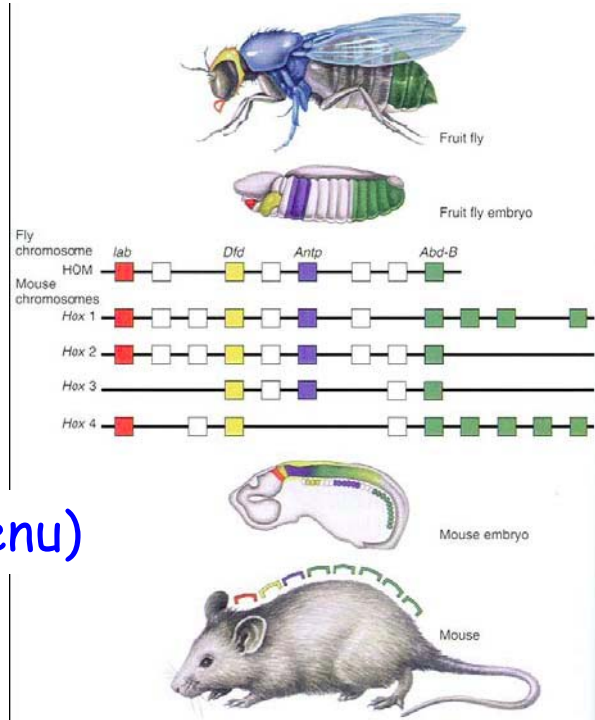 Fruit fly
Fruit fly embryo
Fly
chromosome lab Dfd Antp Abd-B
HOM
Mouse
chromosomes
Hox 1
Hox 2
Hox 3
Hox 4
enu)
Mouse embryo
Mouse